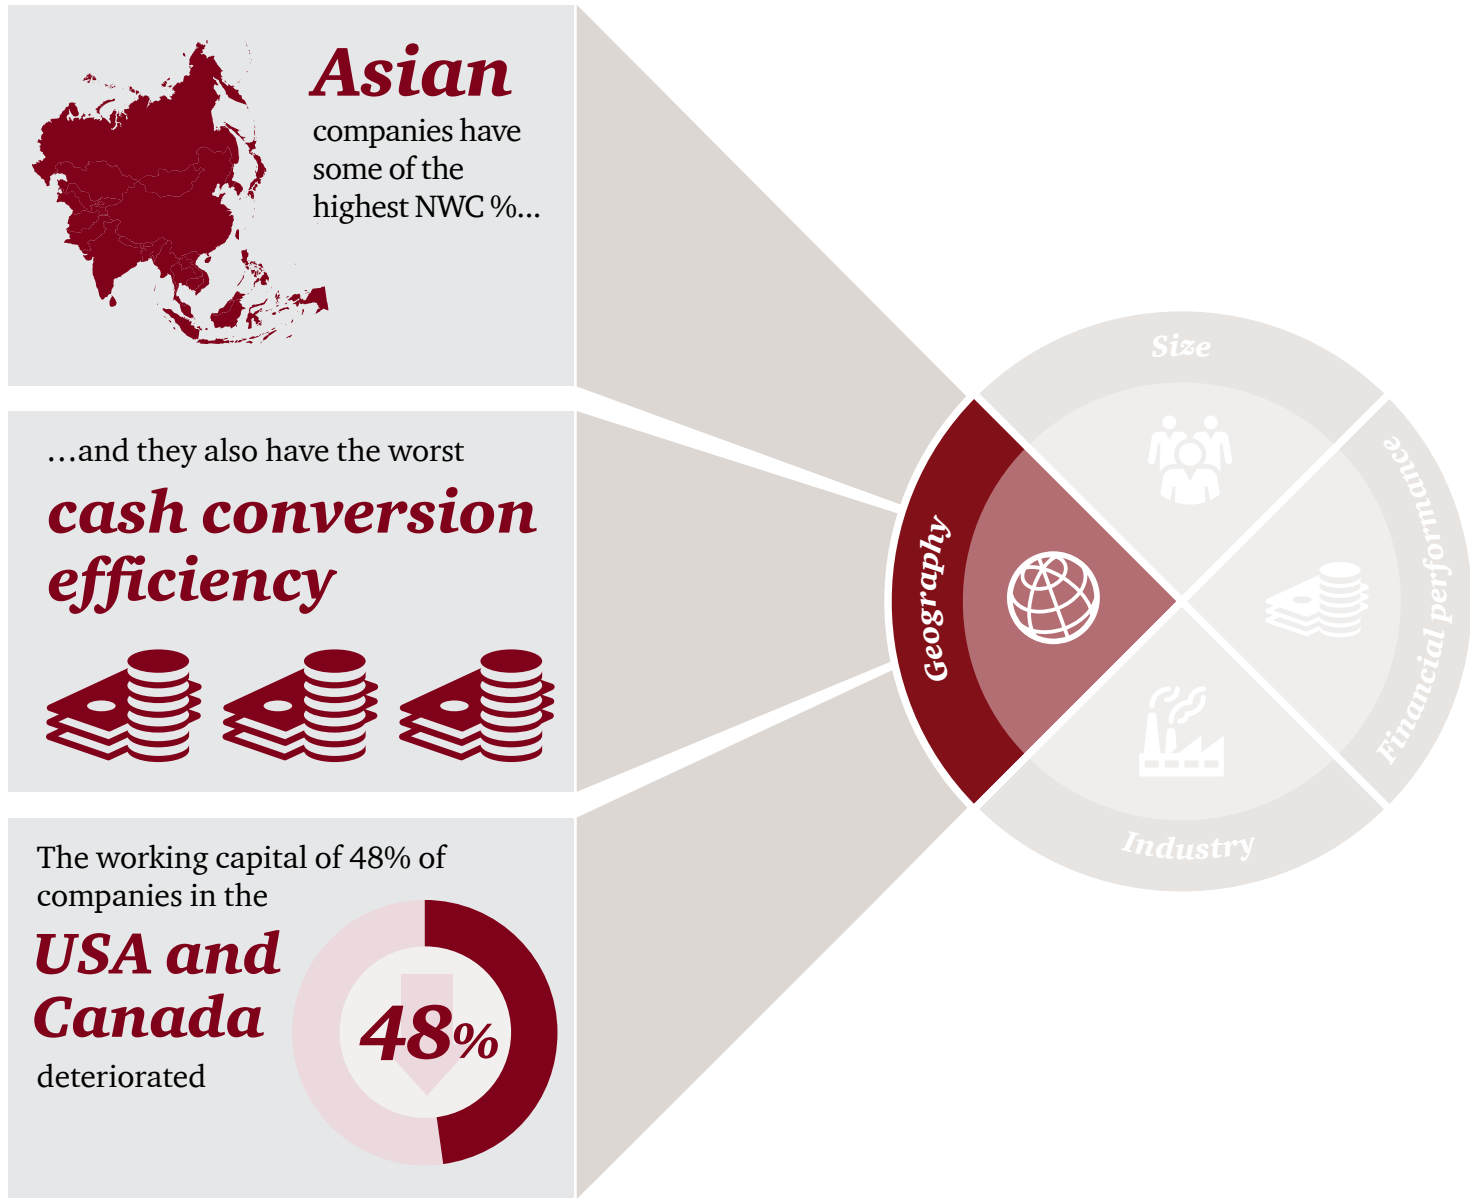 Asian
companies have
some of the
highest NWC %...
...and they also have the worst
cash conversion
efficiency
The working capital of 48% of
companies in the
USA and
Canada
deteriorated
48%
Size
Geography
Financial performance
Industry